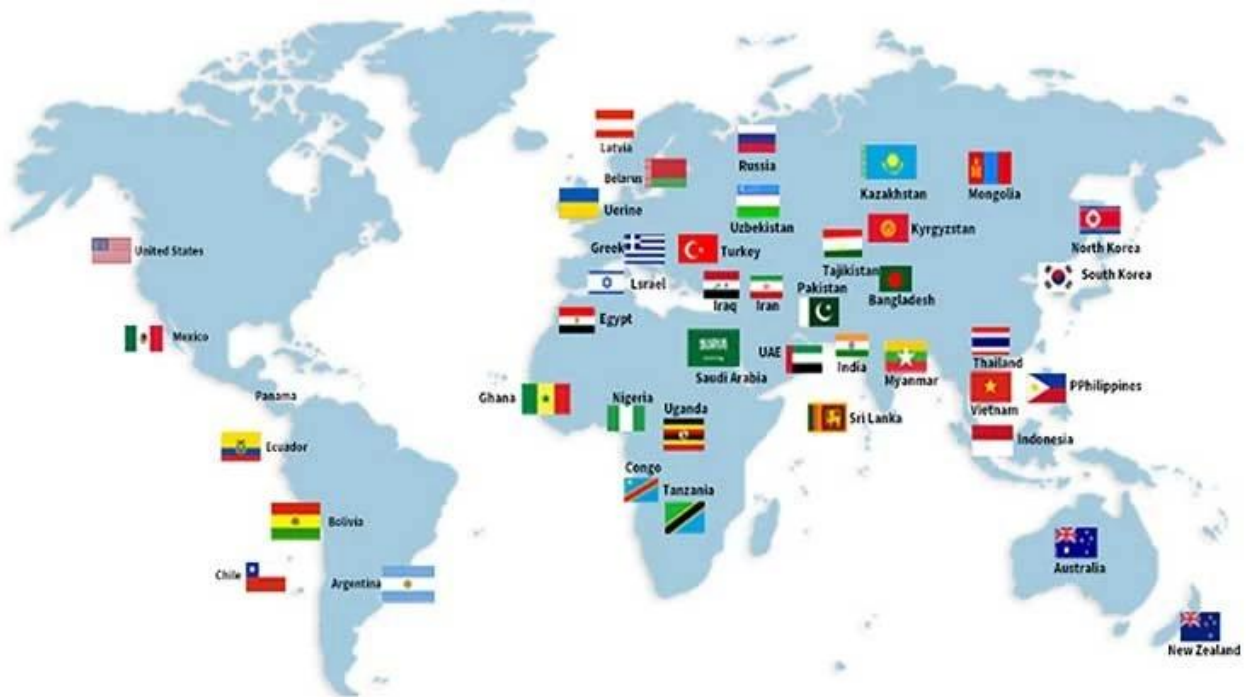 Latvia
Russia
Belarus
Kazakhstan
Mongolia
Uerine
Uzbekistan
Kyrgyzstan
North Korea
United States
Greek
Turkey
Tajikistan
South Korea
Lsrael
Iraq
Iran
Pakistan
Bangladesh
Egypt
Mexico
Saudi Arabia
UAE
India
Myanmar
Thailand
Panama
Ghana
Nigeria
Uganda
Sri Lanka
Vietnam
PPhilippines
Ecuador
Indonesia
Congo
Tanzania
Bolivia
Chile
Argentina
Australia
New Zealand